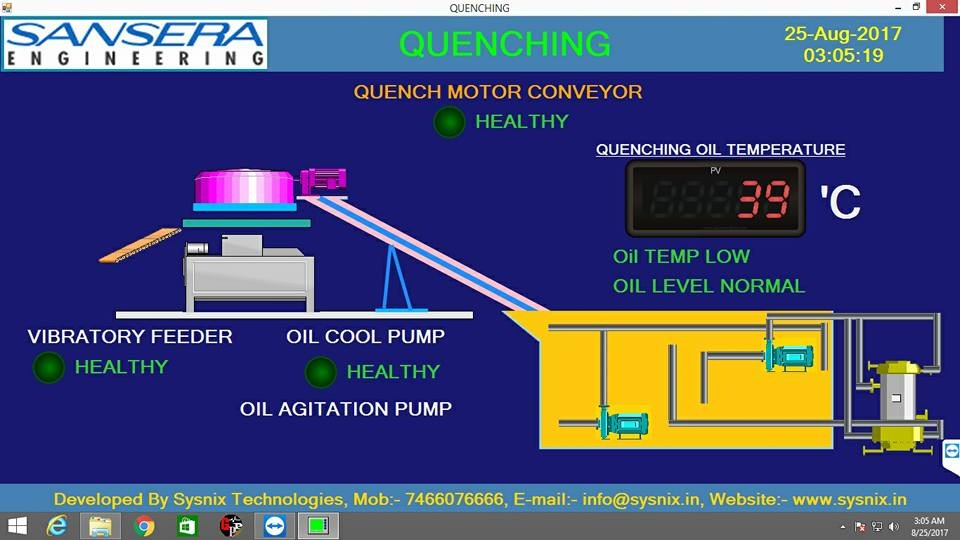 QUENCHING
SANSERA
ENGINEERING
QUENCHING
25-Aug-2017
03:05:19
QUENCH MOTOR CONVEYOR
HEALTHY
QUENCHING OIL TEMPERATURE
PV
39 'C
Oil TEMP LOW
OIL LEVEL NORMAL
VIBRATORY FEEDER
HEALTHY
OIL COOL PUMP
HEALTHY
OIL AGITATION PUMP
Developed By Sysnix Technologies, Mob:- 7466076666, E-mail:- info@sysnix.in, Website:- www.sysnix.in
3:05 AM
8/25/2017